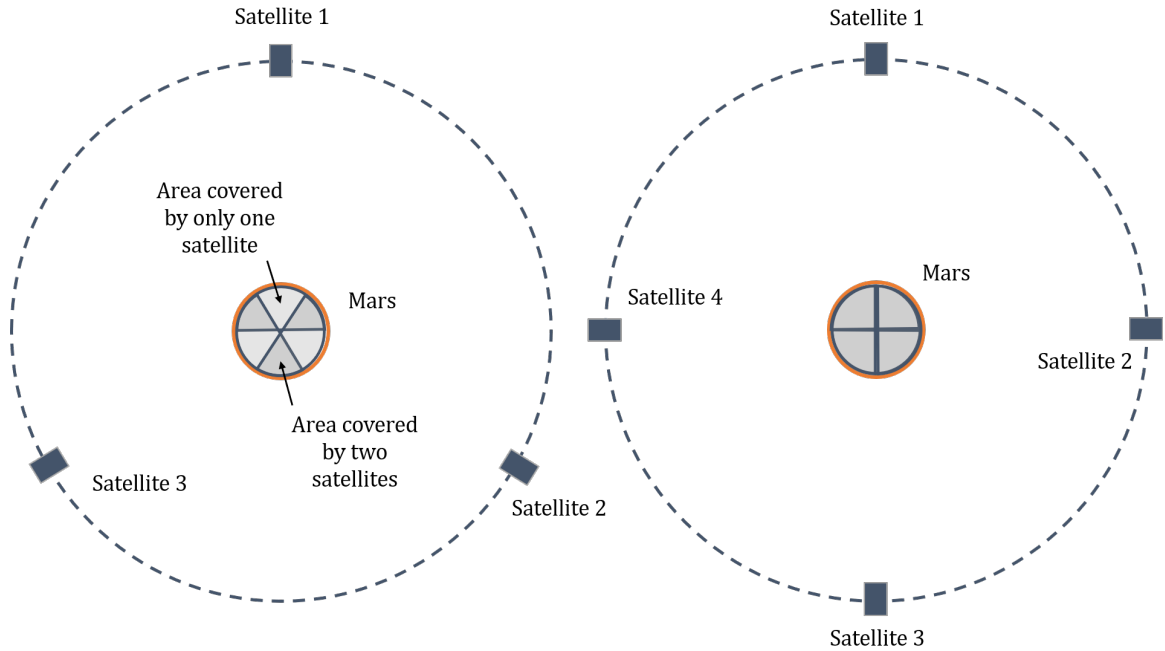 Satellite 1
Area covered
by only one
satellite
Mars
Area covered
by two
satellites
Satellite 3
Satellite 2
Satellite 1
Mars
Satellite 4
Satellite 2
Satellite 3